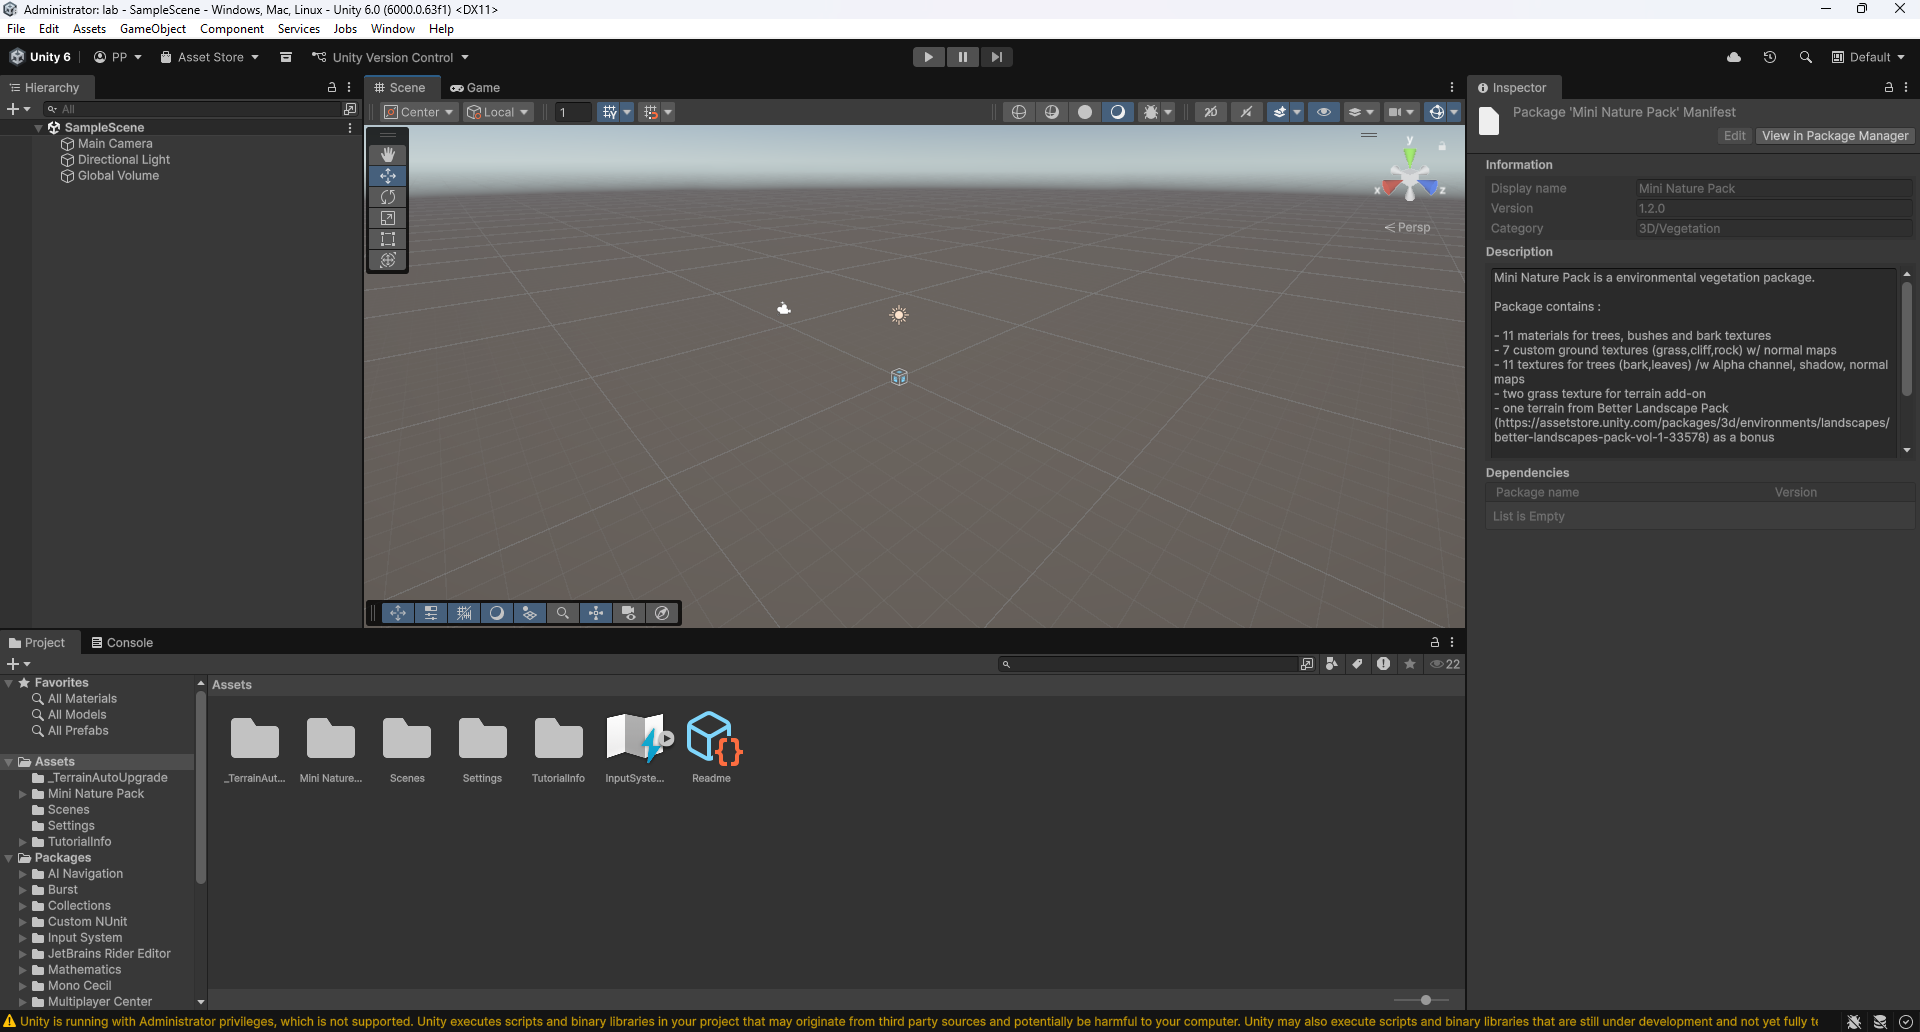 Administrator: lab - SampleScene - Windows, Mac, Linux - Unity 6.0 (6000.0.63f1) <DX11>
File Edit Assets GameObject Component Services Jobs Window Help
Unity 6 PP Asset Store Unity Version Control Default
Hierarchy
All
SampleScene
Main Camera
Directional Light
Global Volume
Scene Game
Center Local 1 2D
y
x z
Persp
Inspector
Package 'Mini Nature Pack' Manifest
Edit View in Package Manager
Information
Display name Mini Nature Pack
Version 1.2.0
Category 3D/Vegetation
Description
Mini Nature Pack is a environmental vegetation package.
Package contains :
- 11 materials for trees, bushes and bark textures
- 7 custom ground textures (grass,cliff,rock) w/ normal maps
- 11 textures for trees (bark,leaves) /w Alpha channel, shadow, normal
maps
- two grass texture for terrain add-on
- one terrain from Better Landscape Pack
(https://assetstore.unity.com/packages/3d/environments/landscapes/
better-landscapes-pack-vol-1-33578) as a bonus
Dependencies
Package name Version
List is Empty
Project Console
22
Favorites
All Materials
All Models
All Prefabs
Assets
_TerrainAutoUpgrade
Mini Nature Pack
Scenes
Settings
TutorialInfo
Packages
AI Navigation
Burst
Collections
Custom NUnit
Input System
JetBrains Rider Editor
Mathematics
Mono Cecil
Multiplayer Center
Assets
_TerrainAut... Mini Nature... Scenes Settings TutorialInfo InputSyste... Readme
Unity is running with Administrator privileges, which is not supported. Unity executes scripts and binary libraries in your project that may originate from third party sources and potentially be harmful to your computer. Unity may also execute scripts and binary libraries that are still under development and not yet fully te